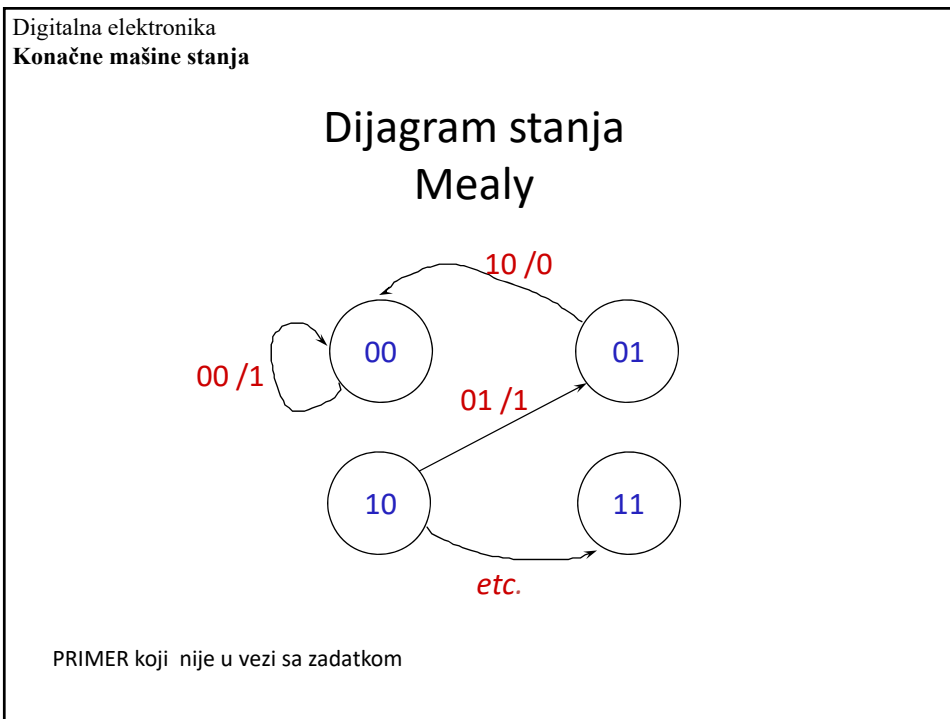 Digitalna elektronika
Konačne mašine stanja
Dijagram stanja
Mealy
10 /0
00
01
00 /1
01 /1
10
11
etc.
PRIMER koji  nije u vezi sa zadatkom